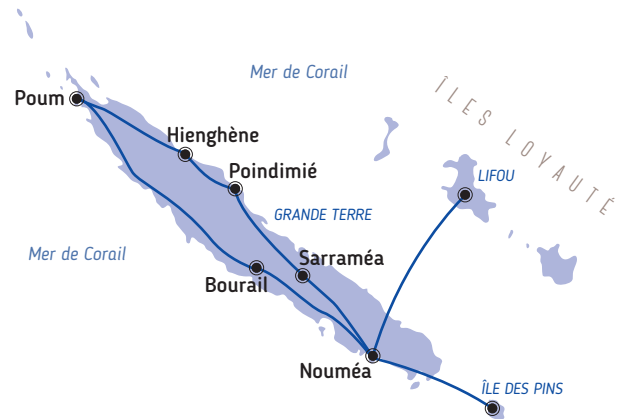 Mer de Corail
ÎLES LOYAUTÉ
Poum
Hienghène
Poindimié
LIFOU
GRANDE TERRE
Mer de Corail
Sarraméa
Bourail
Nouméa
ÎLE DES PINS